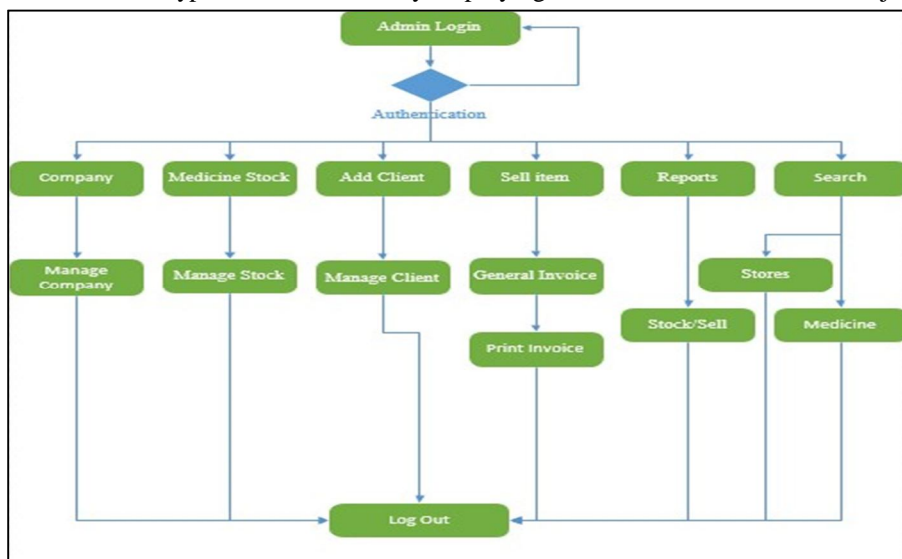 Admin Login
Authentication
Company
Medicine Stock
Add Client
Sell item
Reports
Search
Manage
Company
Manage Stock
Manage Client
General Invoice
Stores
Stock/Sell
Medicine
Print Invoice
Log Out